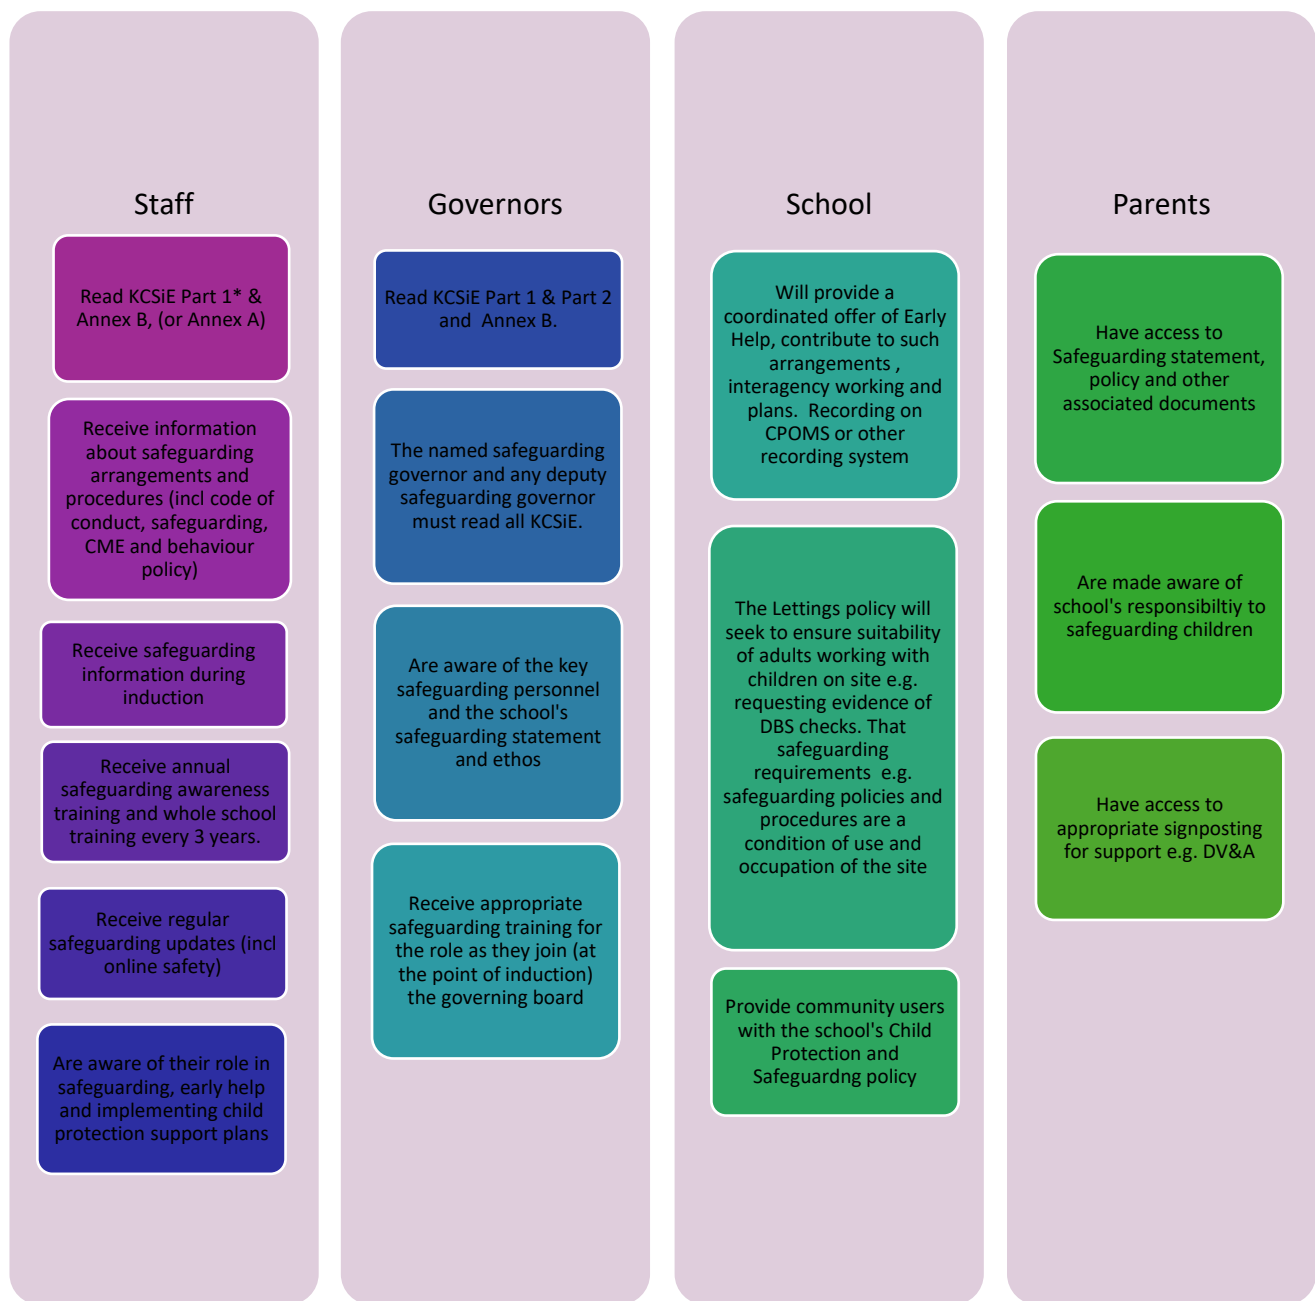 Staff
Read KCSiE Part 1* &
Annex B, (or Annex A)
Receive information
about safeguarding
arrangements and
procedures (incl code of
conduct, safeguarding,
CME and behaviour
policy)
Receive safeguarding
information during
induction
Receive annual
safeguarding awareness
training and whole school
training every 3 years.
Receive regular
safeguarding updates (incl
online safety)
Are aware of their role in
safeguarding, early help
and implementing child
protection support plans
Governors
Read KCSiE Part 1 & Part 2
and Annex B.
The named safeguarding
governor and any deputy
safeguarding governor
must read all KCSiE.
Are aware of the key
safeguarding personnel
and the school's
safeguarding statement
and ethos
Receive appropriate
safeguarding training for
the role as they join (at
the point of induction)
the governing board
School
Will provide a
coordinated offer of Early
Help, contribute to such
arrangements ,
interagency working and
plans. Recording on
CPOMS or other
recording system
The Lettings policy will
seek to ensure suitability
of adults working with
children on site e.g.
requesting evidence of
DBS checks. That
safeguarding
requirements e.g.
safeguarding policies and
procedures are a
condition of use and
occupation of the site
Provide community users
with the school's Child
Protection and
Safeguardng policy
Parents
Have access to
Safeguarding statement,
policy and other
associated documents
Are made aware of
school's responsibiltiy to
safeguarding children
Have access to
appropriate signposting
for support e.g. DV&A